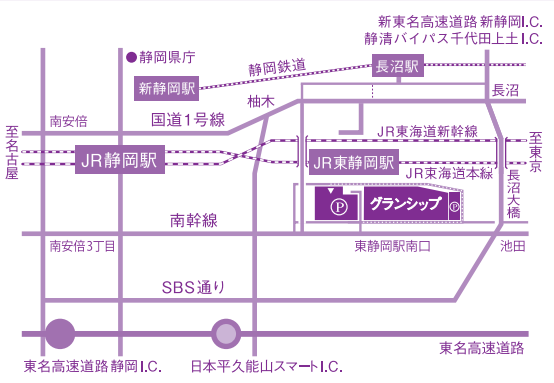 新東名高速道路 新静岡I.C.
静清バイパス千代田上土I.C.
静岡県庁
静岡鉄道
長沼駅
新静岡駅
柚木
長沼
南安倍
国道1号線
JR東海道新幹線
至名古屋
至東京
JR静岡駅
JR東静岡駅
JR東海道本線
長沼大橋
P
グランシップ
P
南幹線
南安倍3丁目
東静岡駅南口
池田
SBS通り
東名高速道路
東名高速道路 静岡I.C.
日本平久能山スマートI.C.